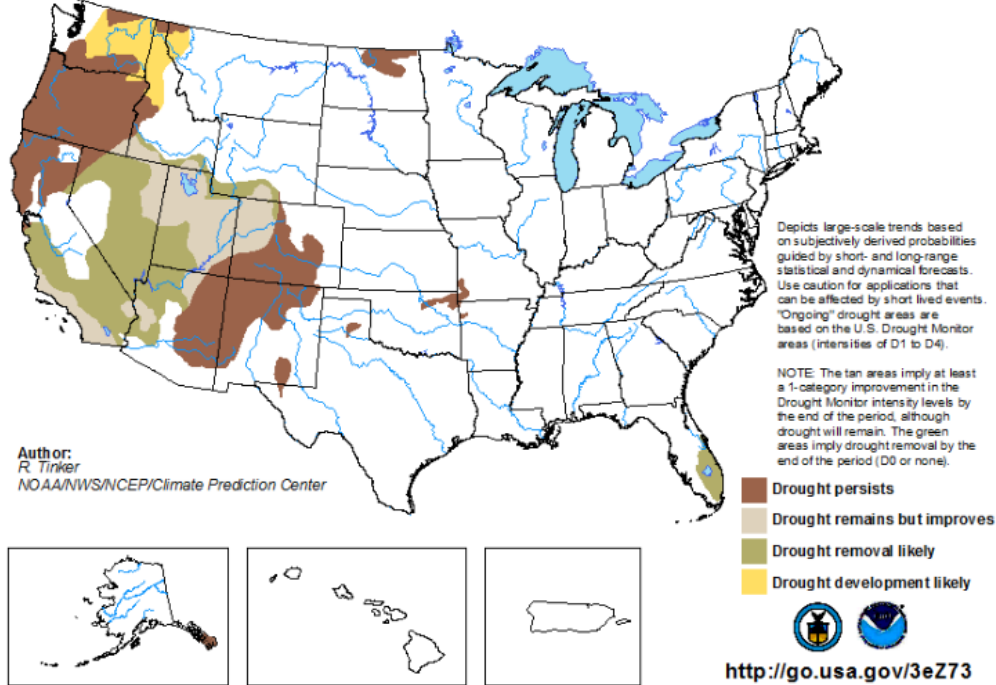 Depicts large-scale trends based
on subjectively derived probabilities
guided by short- and long-range
statistical and dynamical forecasts.
Use caution for applications that
can be affected by short lived events.
"Ongoing" drought areas are
based on the U.S. Drought Monitor
areas (intensities of D1 to D4).
NOTE: The tan areas imply at least
a 1-category improvement in the
Drought Monitor intensity levels by
the end of the period, although
drought will remain. The green
areas imply drought removal by the
end of the period (D0 or none).
Author:
R. Tinker
NOAA/NWS/NCEP/Climate Prediction Center
Drought persists
Drought remains but improves
Drought removal likely
Drought development likely
http://go.usa.gov/3eZ73